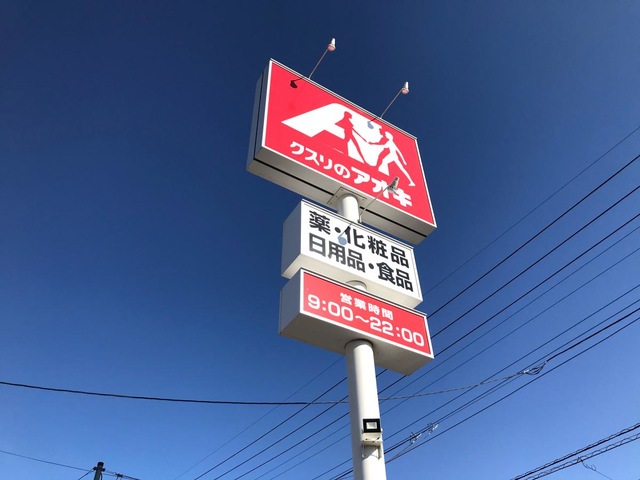 クスリのアオキ
薬・化粧品
日用品・食品
営業時間
9:00～22:00